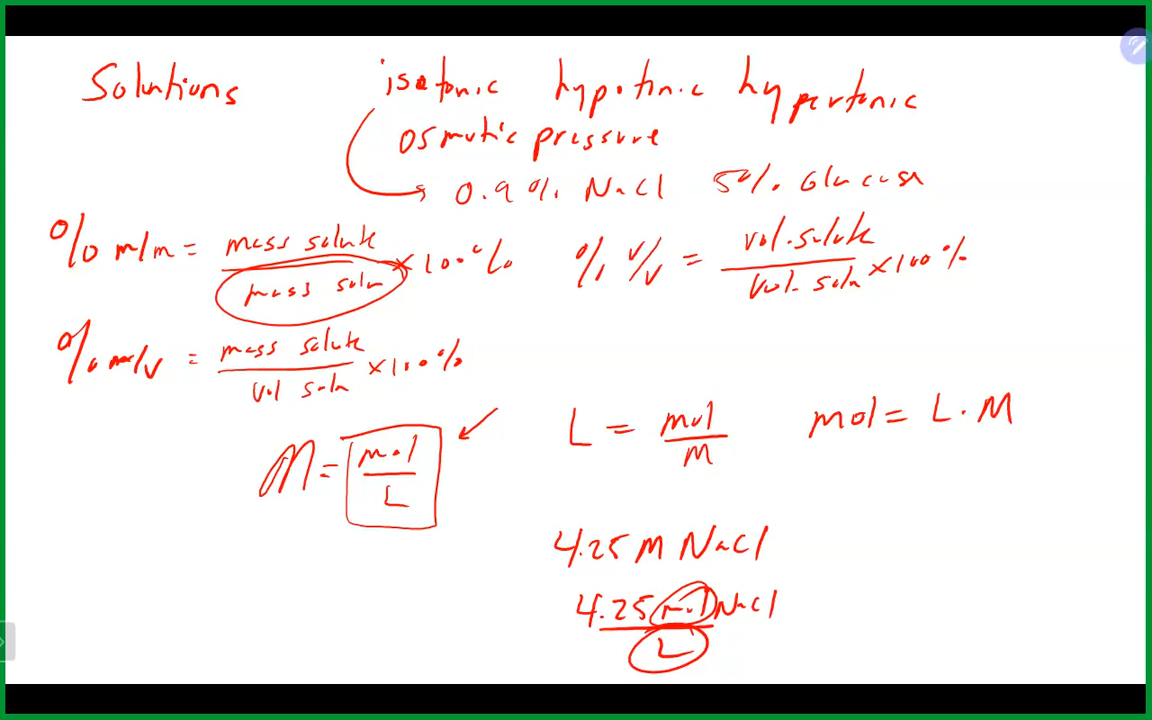 Solutions isotonic hypotonic hypertonic
osmotic pressure
0.9% NaCl 5% Glucose
% m/m = mass solute / mass soln × 100% % v/v = vol. solute / vol. soln × 100%
% m/v = mass solute / vol soln × 100%
M = mol / L L = mol / M mol = L · M
4.25 M NaCl
4.25 mol NaCl
L